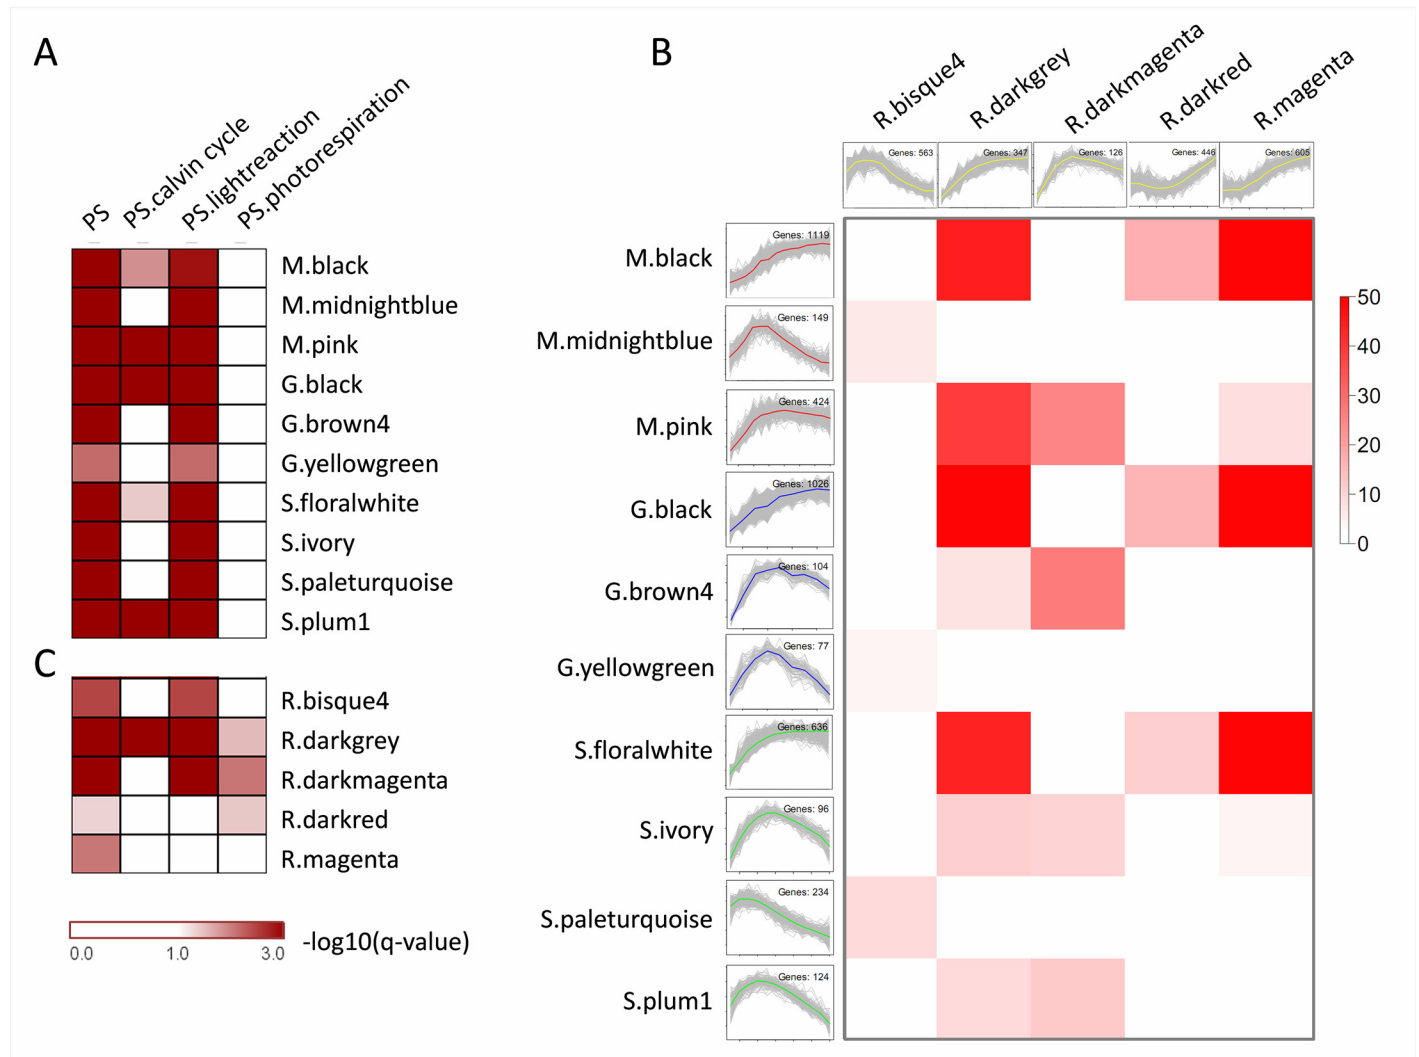 A
PS
PS.calvin cycle
PS.lightreaction
PS.photorespiration
M.black
M.midnightblue
M.pink
G.black
G.brown4
G.yellowgreen
S.floralwhite
S.ivory
S.paleturquoise
S.plum1
C
R.bisque4
R.darkgrey
R.darkmagenta
R.darkred
R.magenta
0.0 1.0 3.0
-log10(q-value)
B
R.bisque4
R.darkgrey
R.darkmagenta
R.darkred
R.magenta
Genes: 563
Genes: 347
Genes: 126
Genes: 446
Genes: 605
M.black
Genes: 1119
M.midnightblue
Genes: 149
M.pink
Genes: 424
G.black
Genes: 1026
G.brown4
Genes: 104
G.yellowgreen
Genes: 77
S.floralwhite
Genes: 636
S.ivory
Genes: 96
S.paleturquoise
Genes: 234
S.plum1
Genes: 124
50
40
30
20
10
0